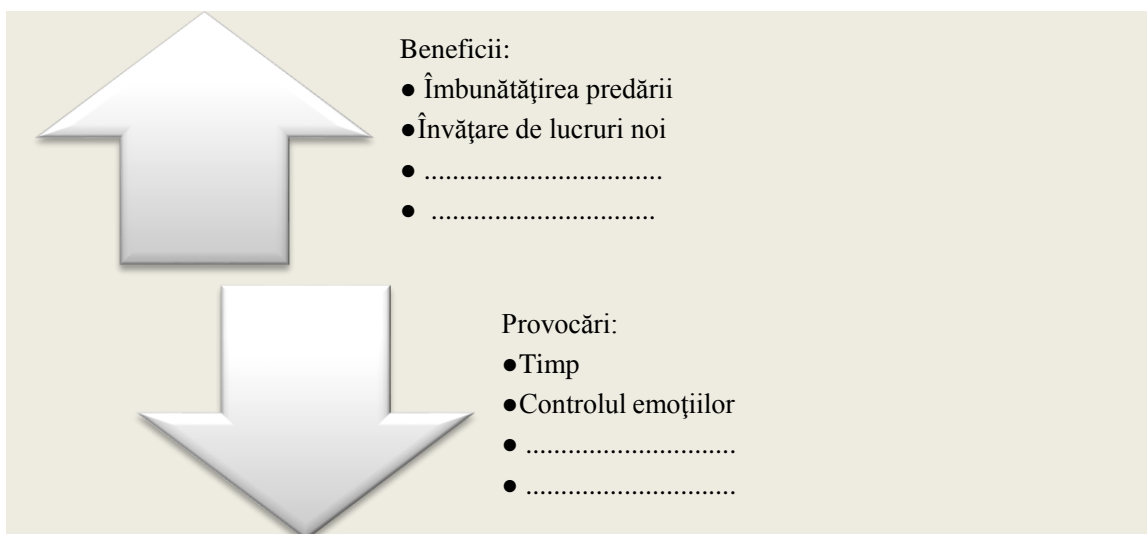 Beneficii:
● Îmbunătăţirea predării
●Învăţare de lucruri noi
● ..................................
● ................................
Provocări:
●Timp
●Controlul emoţiilor
● ..............................
● ..............................